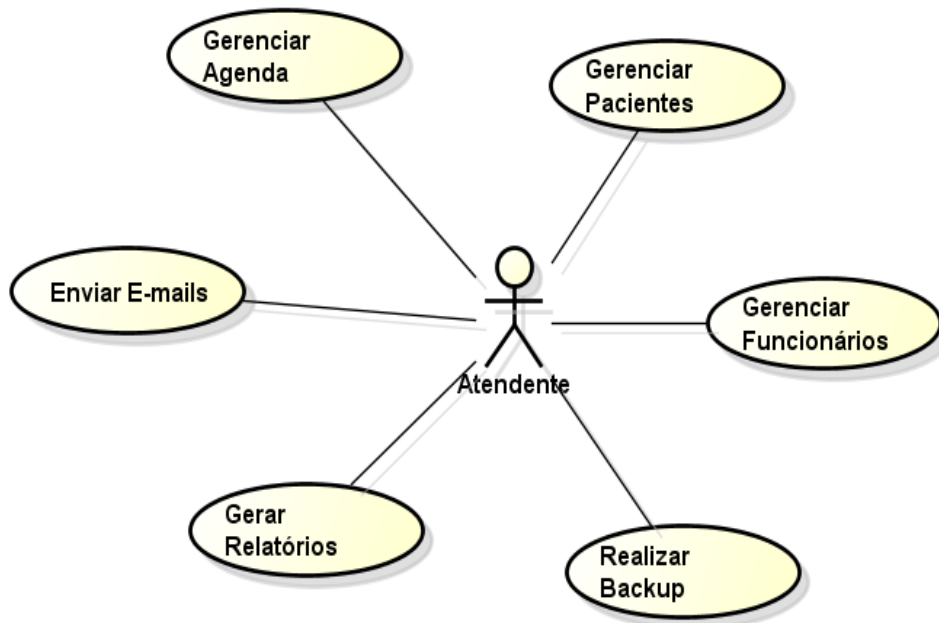 Gerenciar
Agenda
Gerenciar
Pacientes
Enviar E-mails
Gerenciar
Funcionários
Atendente
Gerar
Relatórios
Realizar
Backup